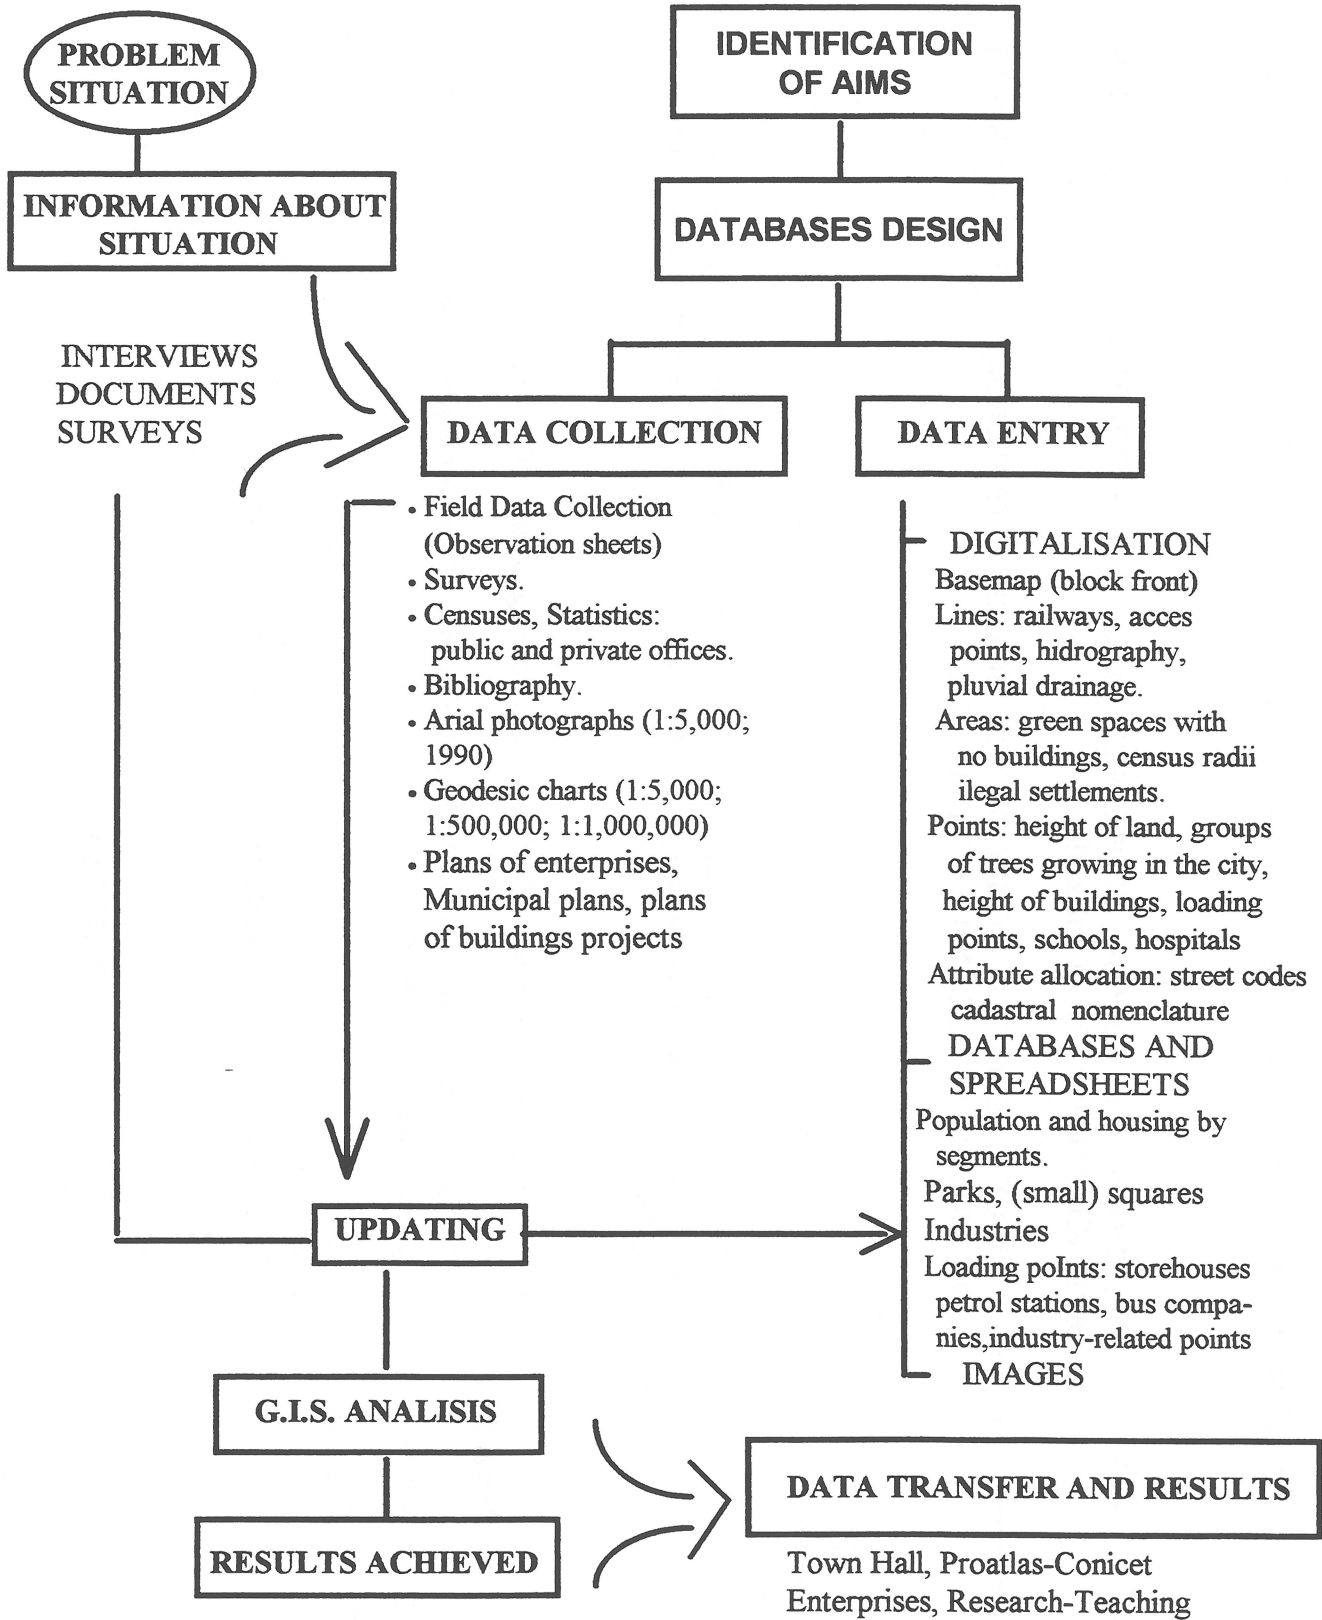 PROBLEM
SITUATION
INFORMATION ABOUT
SITUATION
INTERVIEWS
DOCUMENTS
SURVEYS
IDENTIFICATION
OF AIMS
DATABASES DESIGN
DATA COLLECTION
• Field Data Collection
(Observation sheets)
• Surveys.
• Censuses, Statistics:
public and private offices.
• Bibliography.
• Arial photographs (1:5,000;
1990)
• Geodesic charts (1:5,000;
1:500,000; 1:1,000,000)
• Plans of enterprises,
Municipal plans, plans
of buildings projects
DATA ENTRY
DIGITALISATION
Basemap (block front)
Lines: railways, acces
points, hidrography,
pluvial drainage.
Areas: green spaces with
no buildings, census radii
ilegal settlements.
Points: height of land, groups
of trees growing in the city,
height of buildings, loading
points, schools, hospitals
Attribute allocation: street codes
cadastral nomenclature
DATABASES AND
SPREADSHEETS
Population and housing by
segments.
Parks, (small) squares
Industries
Loading poInts: storehouses
petrol stations, bus compa-
nies,industry-related points
IMAGES
UPDATING
G.I.S. ANALISIS
RESULTS ACHIEVED
DATA TRANSFER AND RESULTS
Town Hall, Proatlas-Conicet
Enterprises, Research-Teaching